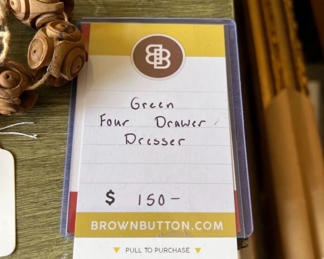 BB
Green
Four Drawer
Dresser
$ 150-
BROWNBUTTON.COM
PULL TO PURCHASE